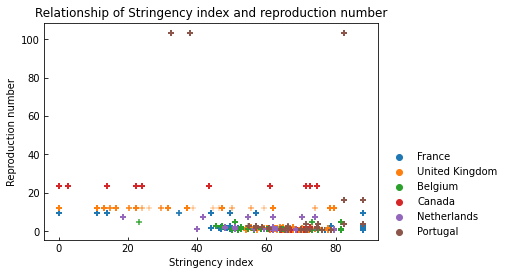 Relationship of Stringency index and reproduction number
100
80
60
40
20
0
Reproduction number
0 20 40 60 80
Stringency index
France
United Kingdom
Belgium
Canada
Netherlands
Portugal